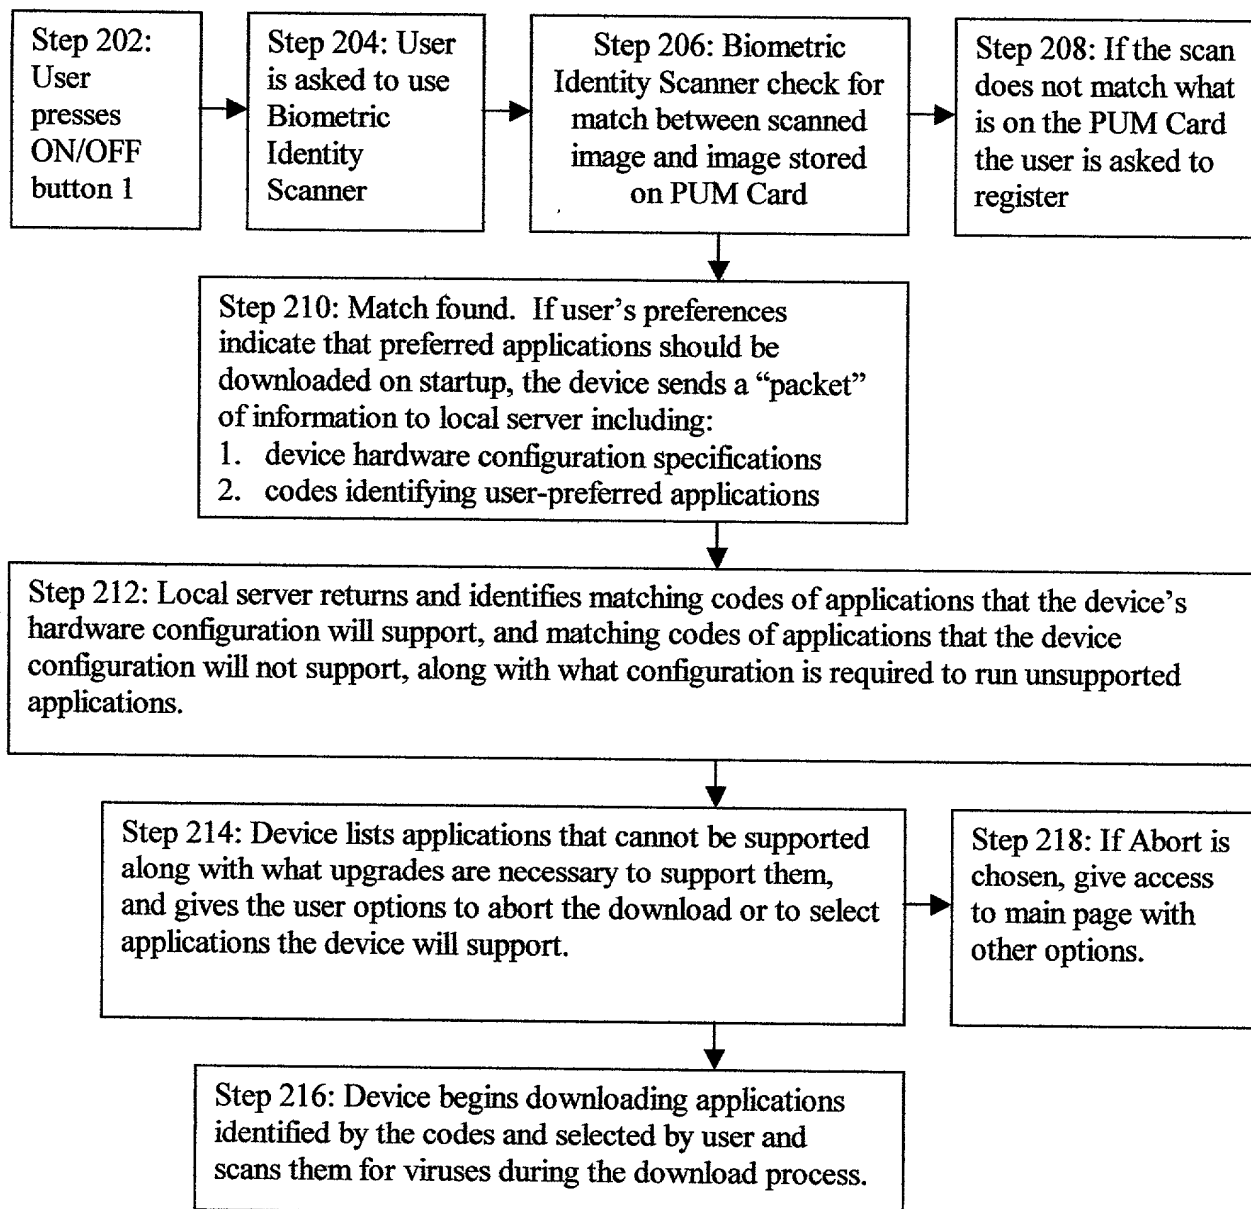 Step 202:
User
presses
ON/OFF
button 1
Step 204: User
is asked to use
Biometric
Identity
Scanner
Step 206: Biometric
Identity Scanner check for
match between scanned
image and image stored
on PUM Card
Step 208: If the scan
does not match what
is on the PUM Card
the user is asked to
register
Step 210: Match found.  If user’s preferences
indicate that preferred applications should be
downloaded on startup, the device sends a “packet”
of information to local server including:
1.   device hardware configuration specifications
2.   codes identifying user-preferred applications
Step 212: Local server returns and identifies matching codes of applications that the device’s
hardware configuration will support, and matching codes of applications that the device
configuration will not support, along with what configuration is required to run unsupported
applications.
Step 214: Device lists applications that cannot be supported
along with what upgrades are necessary to support them,
and gives the user options to abort the download or to select
applications the device will support.
Step 218: If Abort is
chosen, give access
to main page with
other options.
Step 216: Device begins downloading applications
identified by the codes and selected by user and
scans them for viruses during the download process.